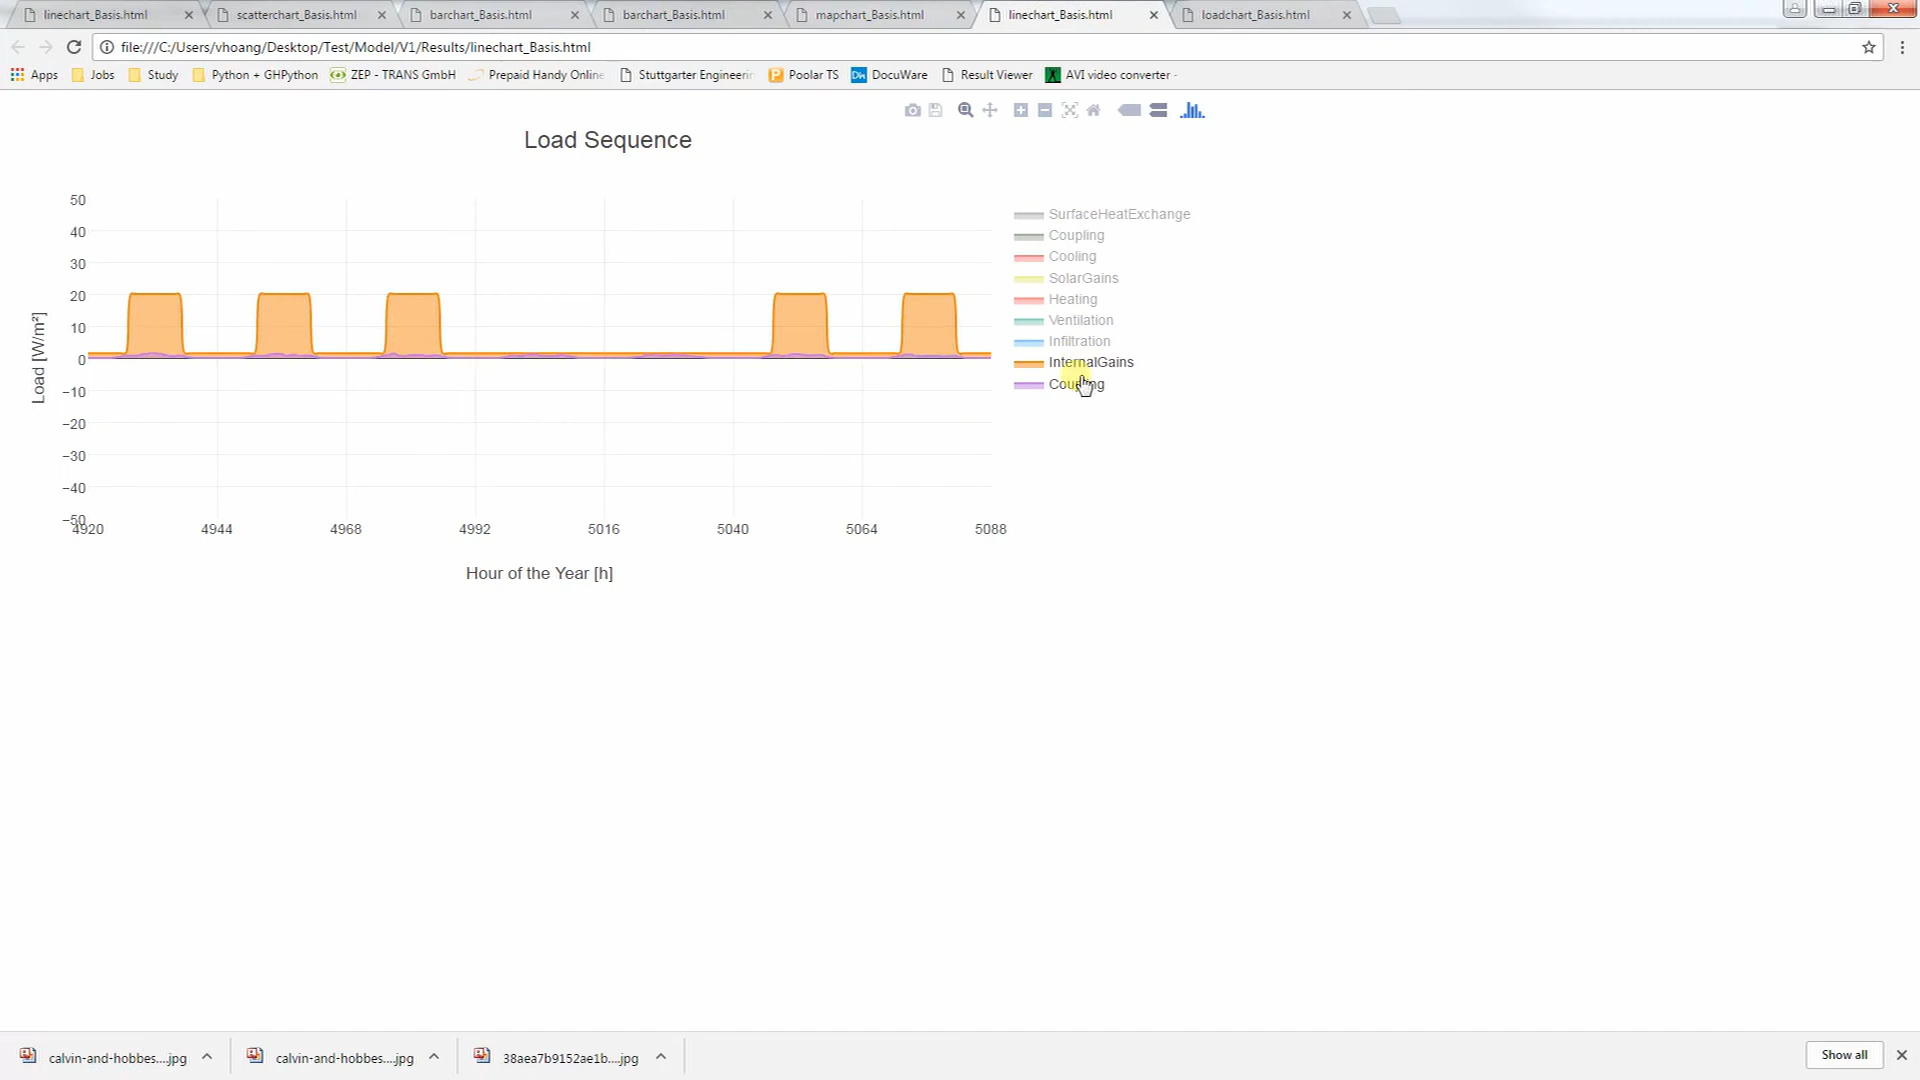 linechart_Basis.html
scatterchart_Basis.html
barchart_Basis.html
barchart_Basis.html
mapchart_Basis.html
linechart_Basis.html
loadchart_Basis.html
file:///C:/Users/vhoang/Desktop/Test/Model/V1/Results/linechart_Basis.html
Apps
Jobs
Study
Python + GHPython
ZEP - TRANS GmbH
Prepaid Handy Online
Stuttgarter Engineerin
Poolar TS
DocuWare
Result Viewer
AVI video converter -
Load Sequence
50
40
30
20
10
0
−10
−20
−30
−40
−50
Load [W/m²]
4920
4944
4968
4992
5016
5040
5064
5088
Hour of the Year [h]
SurfaceHeatExchange
Coupling
Cooling
SolarGains
Heating
Ventilation
Infiltration
InternalGains
Coupling
calvin-and-hobbes....jpg
calvin-and-hobbes....jpg
38aea7b9152ae1b....jpg
Show all